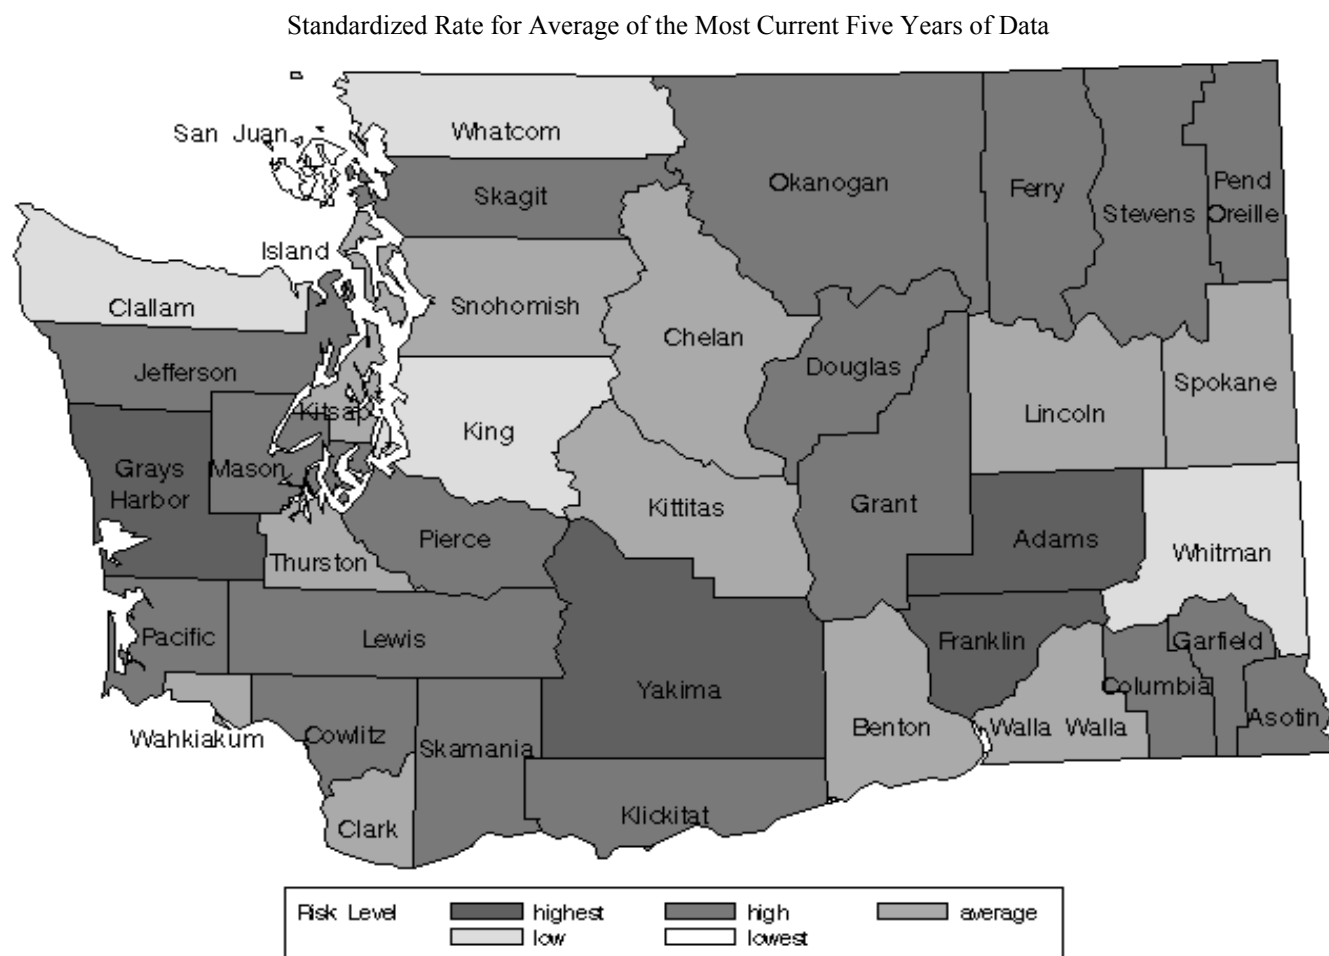 Standardized Rate for Average of the Most Current Five Years of Data
San Juan
Whatcom
Skagit
Okanogan
Ferry
Stevens
Pend
Oreille
Island
Clallam
Snohomish
Chelan
Jefferson
Douglas
Kitsap
King
Lincoln
Spokane
Grays
Harbor
Mason
Kittitas
Grant
Adams
Whitman
Thurston
Pierce
Pacific
Lewis
Yakima
Franklin
Garfield
Columbia
Asotin
Wahkiakum
Cowlitz
Skamania
Benton
Walla Walla
Clark
Klickitat
Risk Level highest high average
low lowest